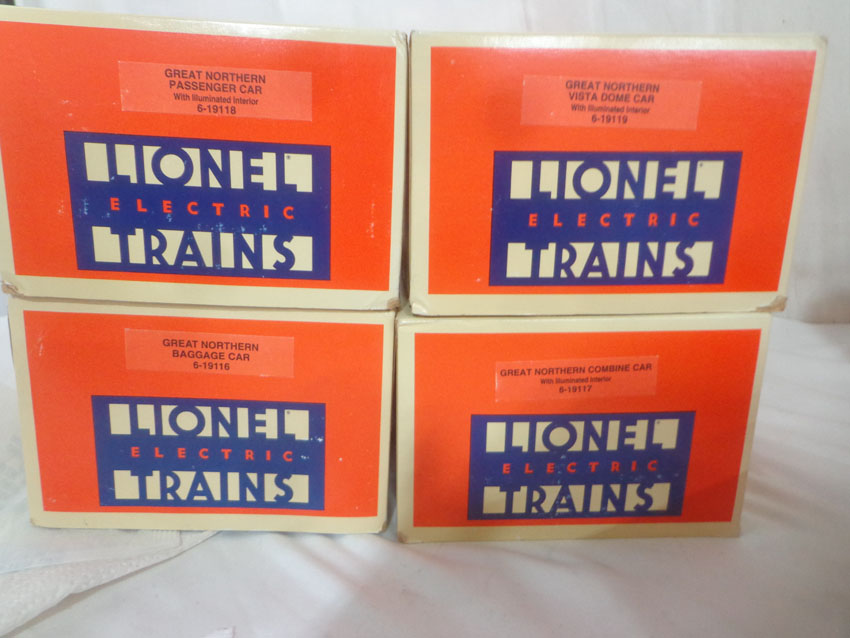 GREAT NORTHERN
PASSENGER CAR
With Illuminated Interior
6-19118
LIONEL
ELECTRIC
TRAINS
GREAT NORTHERN
VISTA DOME CAR
With Illuminated Interior
6-19119
LIONEL
ELECTRIC
TRAINS
GREAT NORTHERN
BAGGAGE CAR
6-19116
LIONEL
ELECTRIC
TRAINS
GREAT NORTHERN COMBINE CAR
With Illuminated Interior
6-19117
LIONEL
ELECTRIC
TRAINS